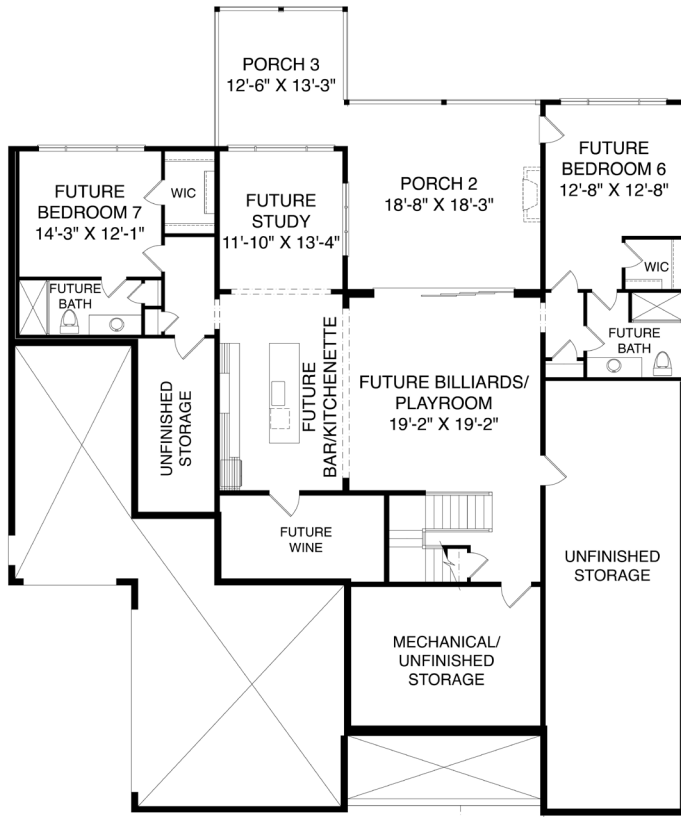 PORCH 3
12'-6" X 13'-3"
FUTURE
BEDROOM 7
14'-3" X 12'-1"
WIC
FUTURE
STUDY
11'-10" X 13'-4"
PORCH 2
18'-8" X 18'-3"
FUTURE
BEDROOM 6
12'-8" X 12'-8"
WIC
FUTURE
BATH
FUTURE
BATH
UNFINISHED
STORAGE
FUTURE
BAR/KITCHENETTE
FUTURE BILLIARDS/
PLAYROOM
19'-2" X 19'-2"
FUTURE
WINE
UNFINISHED
STORAGE
MECHANICAL/
UNFINISHED
STORAGE